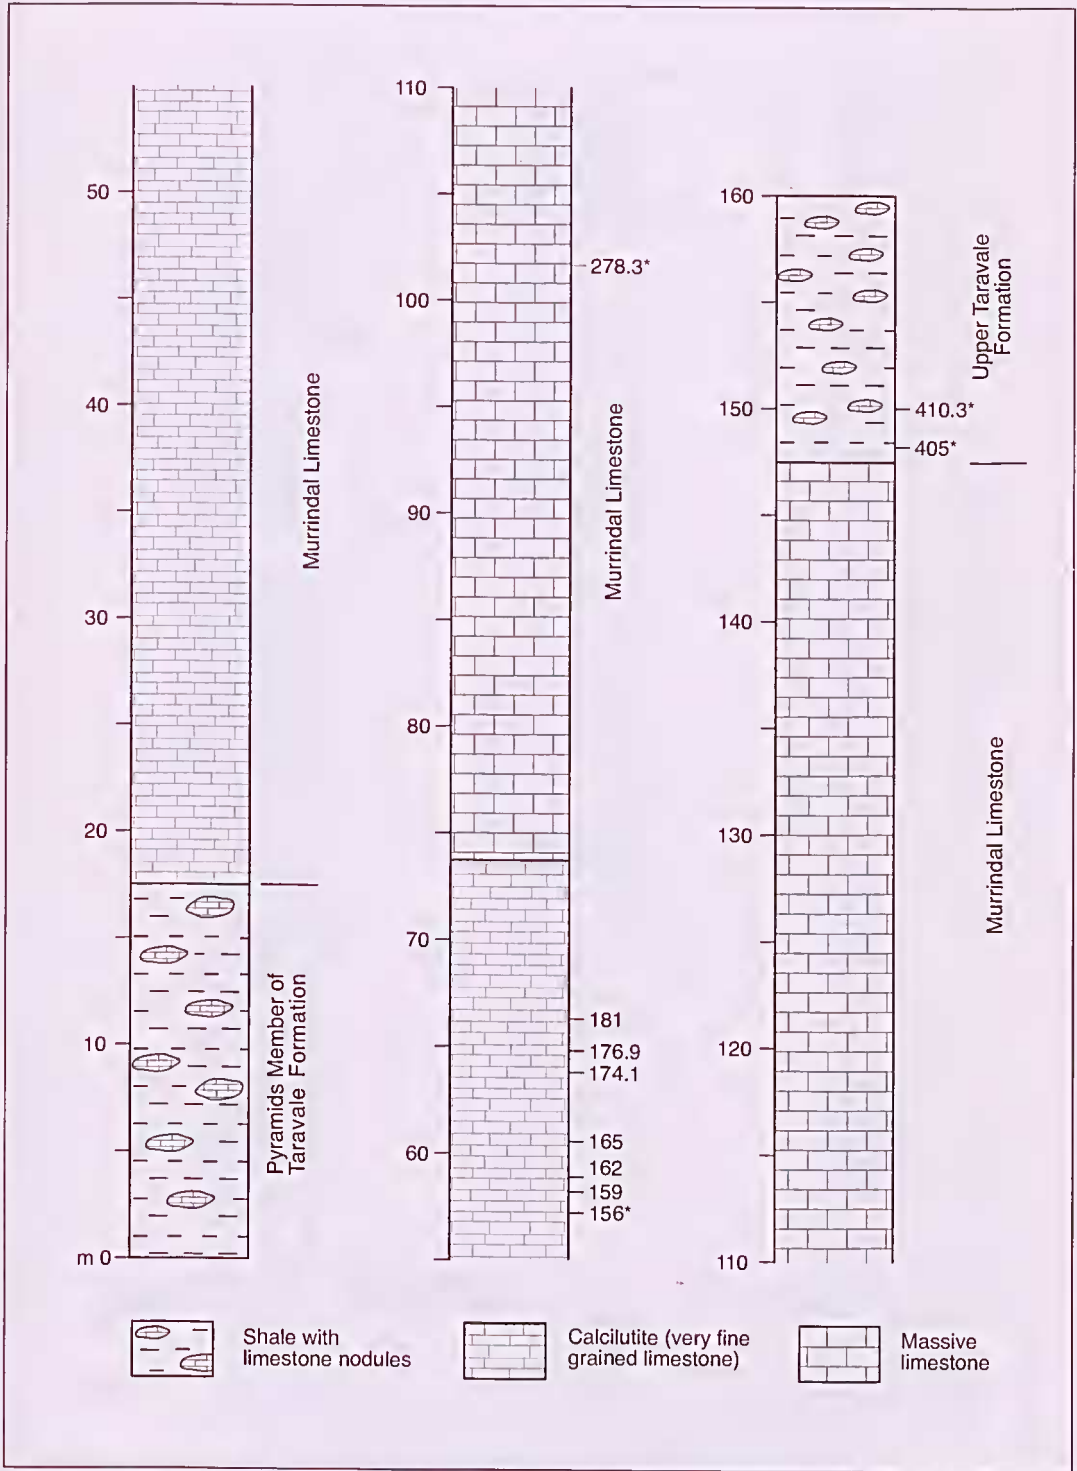 50
40
30
20
10
m 0
Murrindal Limestone
Pyramids Member of
Taravale Formation
110
100
90
80
70
60
278.3*
181
176.9
174.1
165
162
159
156*
Murrindal Limestone
160
150
140
130
120
110
410.3*
405*
Upper Taravale
Formation
Murrindal Limestone
Shale with
limestone nodules
Calcilutite (very fine
grained limestone)
Massive
limestone